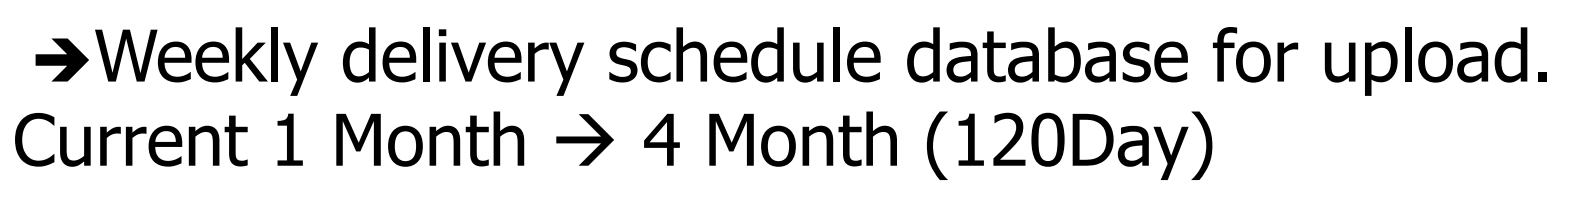 ➔Weekly delivery schedule database for upload.
Current 1 Month → 4 Month (120Day)